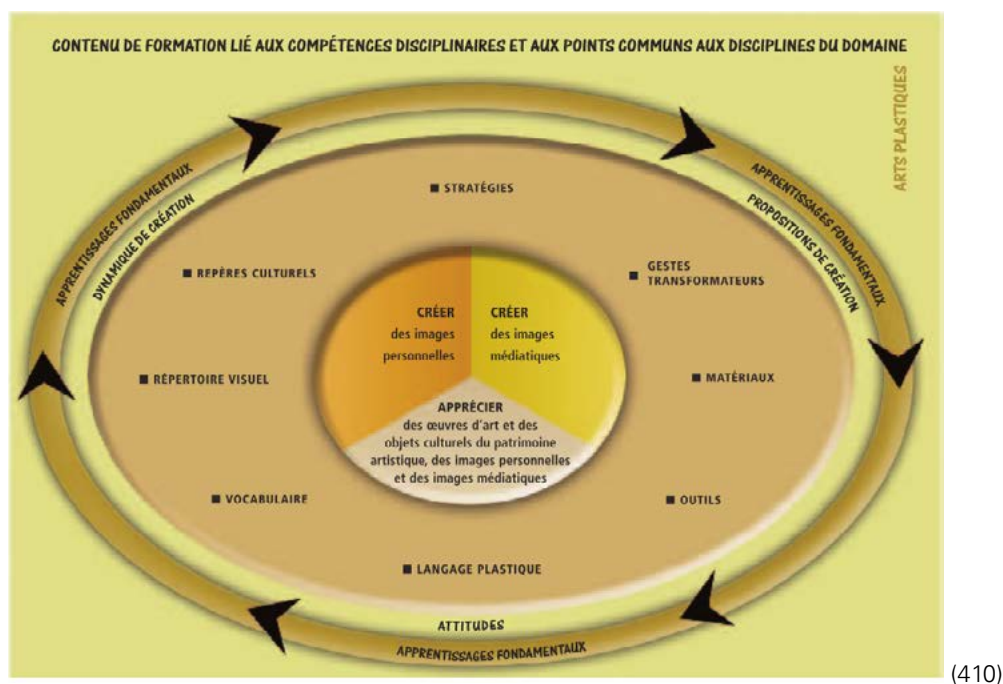 CONTENU DE FORMATION LIÉ AUX COMPÉTENCES DISCIPLINAIRES ET AUX POINTS COMMUNS AUX DISCIPLINES DU DOMAINE
ARTS PLASTIQUES
APPRENTISSAGES FONDAMENTAUX
DYNAMIQUE DE CRÉATION
APPRENTISSAGES FONDAMENTAUX
PROPOSITIONS DE CRÉATION
■ STRATÉGIES
■ REPÈRES CULTURELS
■ GESTES
TRANSFORMATEURS
CRÉER
des images
personnelles
CRÉER
des images
médiatiques
■ RÉPERTOIRE VISUEL
■ MATÉRIAUX
APPRÉCIER
des œuvres d'art et des
objets culturels du patrimoine
artistique, des images personnelles
et des images médiatiques
■ VOCABULAIRE
■ OUTILS
■ LANGAGE PLASTIQUE
ATTITUDES
APPRENTISSAGES FONDAMENTAUX
(410)